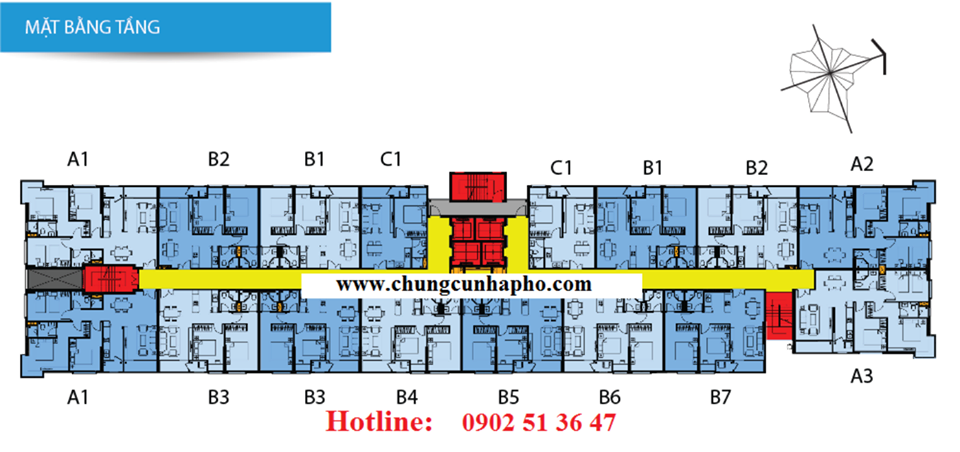 MẶT BẰNG TẦNG
A1 B2 B1 C1 C1 B1 B2 A2
www.chungcunhapho.com
A1 B3 B3 B4 B5 B6 B7 A3
Hotline: 0902 51 36 47